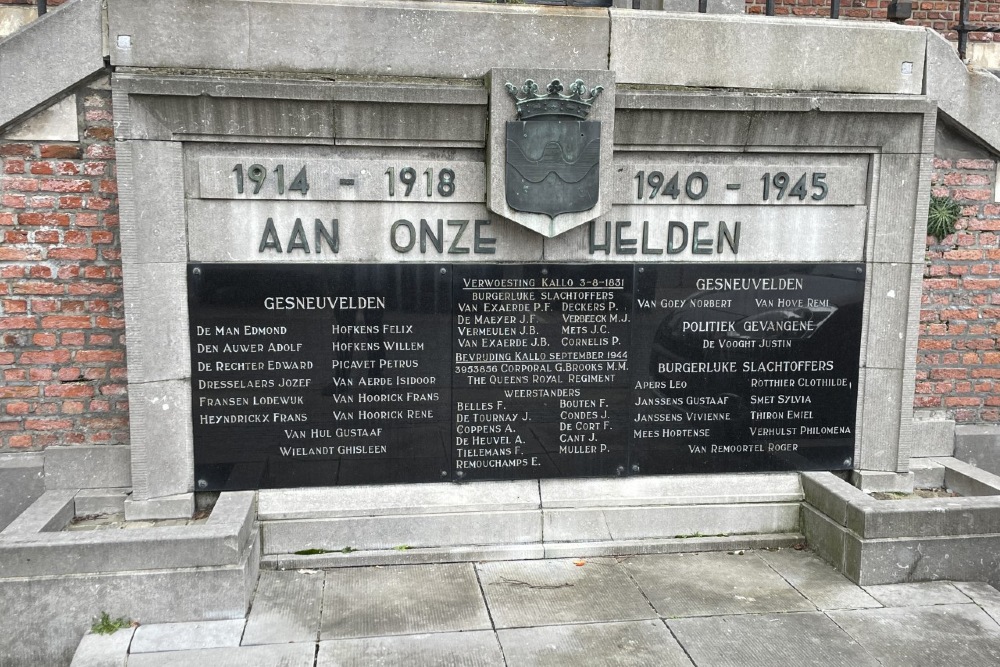 1914 - 1918
1940 - 1945
AAN ONZE HELDEN
GESNEUVELDEN
DE MAN EDMOND
DEN AUWER ADOLF
DE RECHTER EDWARD
DRESSELAERS JOZEF
FRANSEN LODEWIJK
HEYNDRICKX FRANS
HOFKENS FELIX
HOFKENS WILLEM
PICAVET PETRUS
VAN AERDE ISIDOOR
VAN HOORICK FRANS
VAN HOORICK RENE
VAN HUL GUSTAAF
WIELANDT GHISLEEN
VERWOESTING KALLO 3-8-1831
BURGERLIJKE SLACHTOFFERS
VAN EXAERDE P.F. DECKERS P.
DE MAEYER J.F. VERBEECK M.J.
VERMEULEN J.B. METS J.C.
VAN EXAERDE J.B. CORNELIS P.
BEVRIJDING KALLO SEPTEMBER 1944
3953856 CORPORAL G. BROOKS M.M.
THE QUEENS ROYAL REGIMENT
WEERSTANDERS
BELLES F. BOUTEN F.
DE TOURNAY J. CONDES J.
COPPENS A. DE CORT F.
DE HEUVEL A. CANT J.
TIELEMANS F. MULLER P.
REMOUCHAMPS E.
GESNEUVELDEN
VAN GOEY NORBERT VAN HOVE REMI
POLITIEK GEVANGENE
DE VOOGHT JUSTIN
BURGERLIJKE SLACHTOFFERS
APERS LEO ROTTHIER CLOTHILDE
JANSSENS GUSTAAF SMET SYLVIA
JANSSENS VIVIENNE THIRON EMIEL
MEES HORTENSE VERHULST PHILOMENA
VAN REMOORTEL ROGER